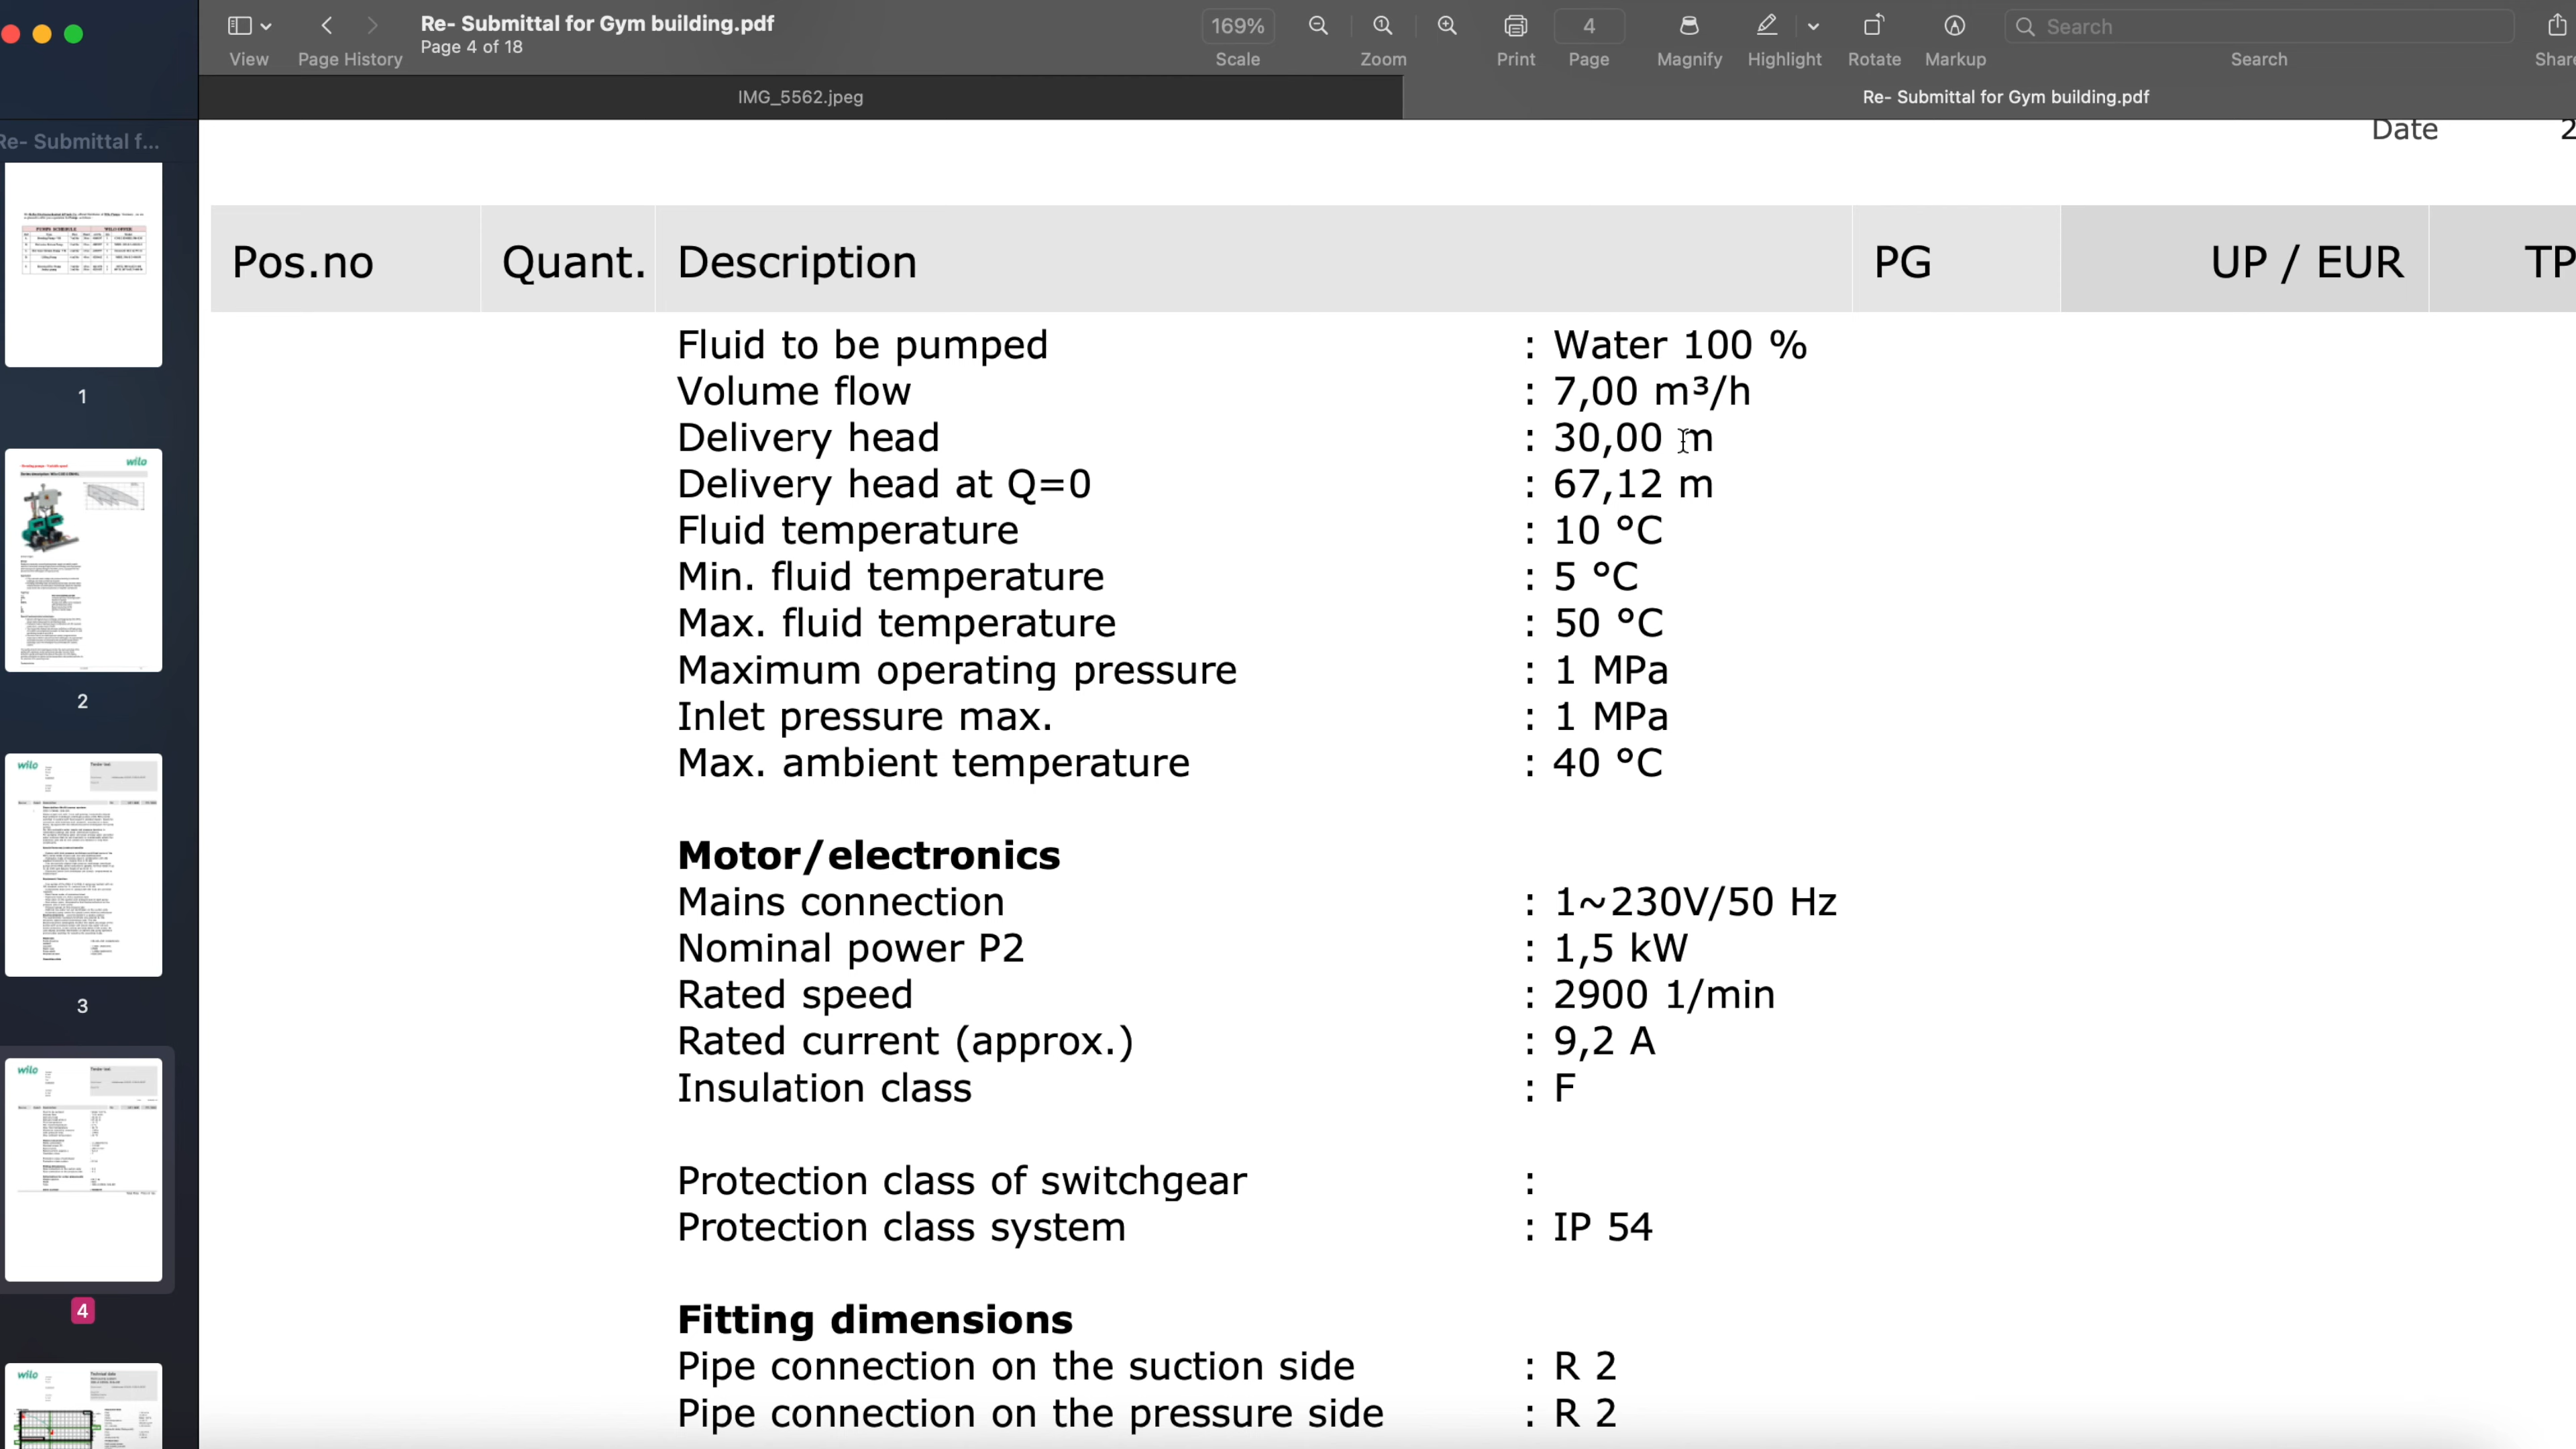 Re- Submittal for Gym building.pdf
Page 4 of 18
View
Page History
169%
Scale
Zoom
Print
4
Page
Magnify
Highlight
Rotate
Markup
Search
Search
Share
IMG_5562.jpeg
Re- Submittal for Gym building.pdf
Re- Submittal f...
1
wilo
2
wilo
3
wilo
4
wilo
Date 2
Pos.no Quant. Description PG UP / EUR TP
Fluid to be pumped : Water 100 %
Volume flow : 7,00 m³/h
Delivery head : 30,00 m
Delivery head at Q=0 : 67,12 m
Fluid temperature : 10 °C
Min. fluid temperature : 5 °C
Max. fluid temperature : 50 °C
Maximum operating pressure : 1 MPa
Inlet pressure max. : 1 MPa
Max. ambient temperature : 40 °C
Motor/electronics
Mains connection : 1~230V/50 Hz
Nominal power P2 : 1,5 kW
Rated speed : 2900 1/min
Rated current (approx.) : 9,2 A
Insulation class : F
Protection class of switchgear :
Protection class system : IP 54
Fitting dimensions
Pipe connection on the suction side : R 2
Pipe connection on the pressure side : R 2